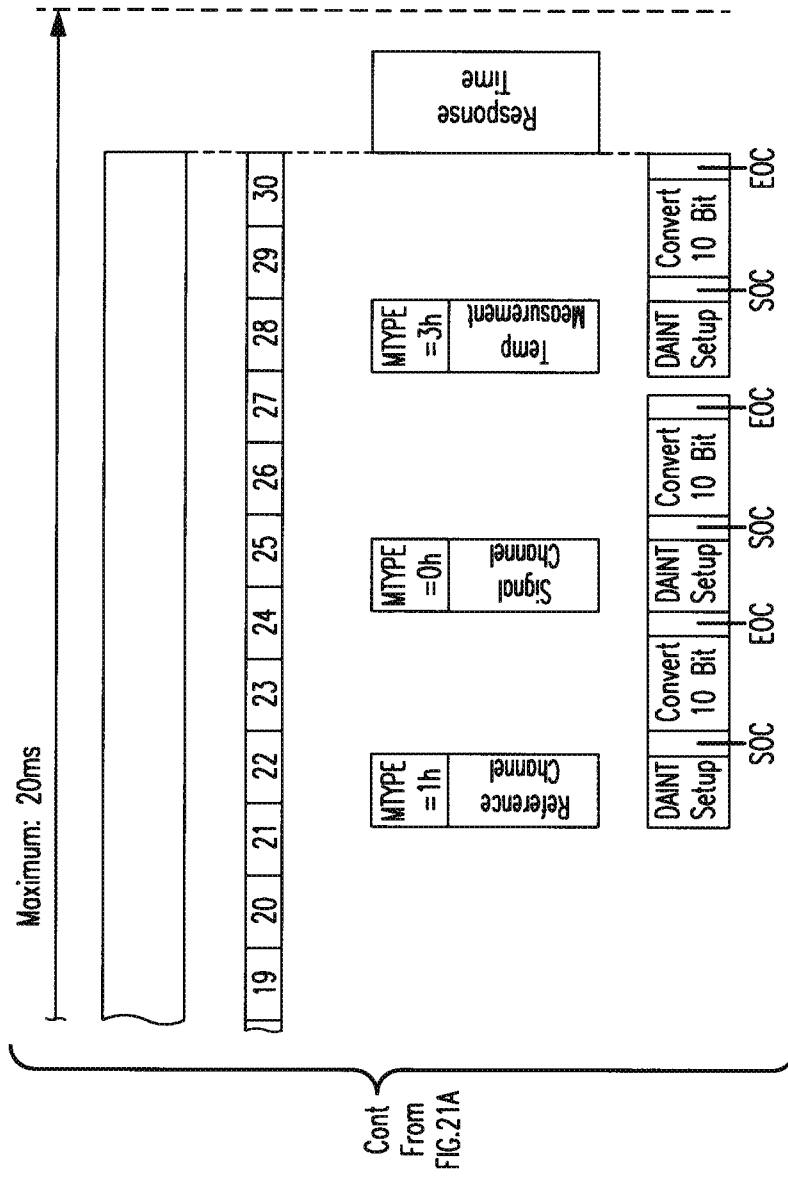 Maximum: 20ms
Cont
From
FIG.21A
19 20 21 22 23 24 25 26 27 28 29 30
MTYPE
=1h
Reference
Channel
MTYPE
=0h
Signal
Channel
MTYPE
=3h
Temp
Measurement
Response
Time
DAINT
Setup
SOC
Convert
10 Bit
EOC
DAINT
Setup
SOC
Convert
10 Bit
EOC
DAINT
Setup
SOC
Convert
10 Bit
EOC